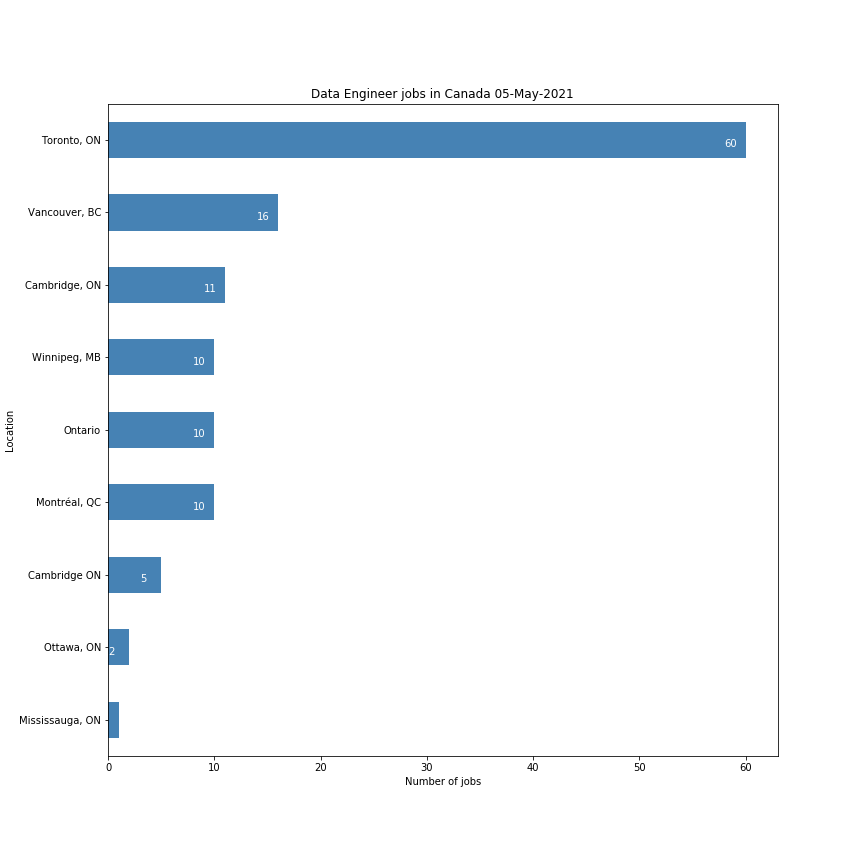 Data Engineer jobs in Canada 05-May-2021
Toronto, ON
60
Vancouver, BC
16
Cambridge, ON
11
Winnipeg, MB
10
Ontario
10
Montréal, QC
10
Cambridge ON
5
Ottawa, ON
2
Mississauga, ON
Location
0 10 20 30 40 50 60
Number of jobs